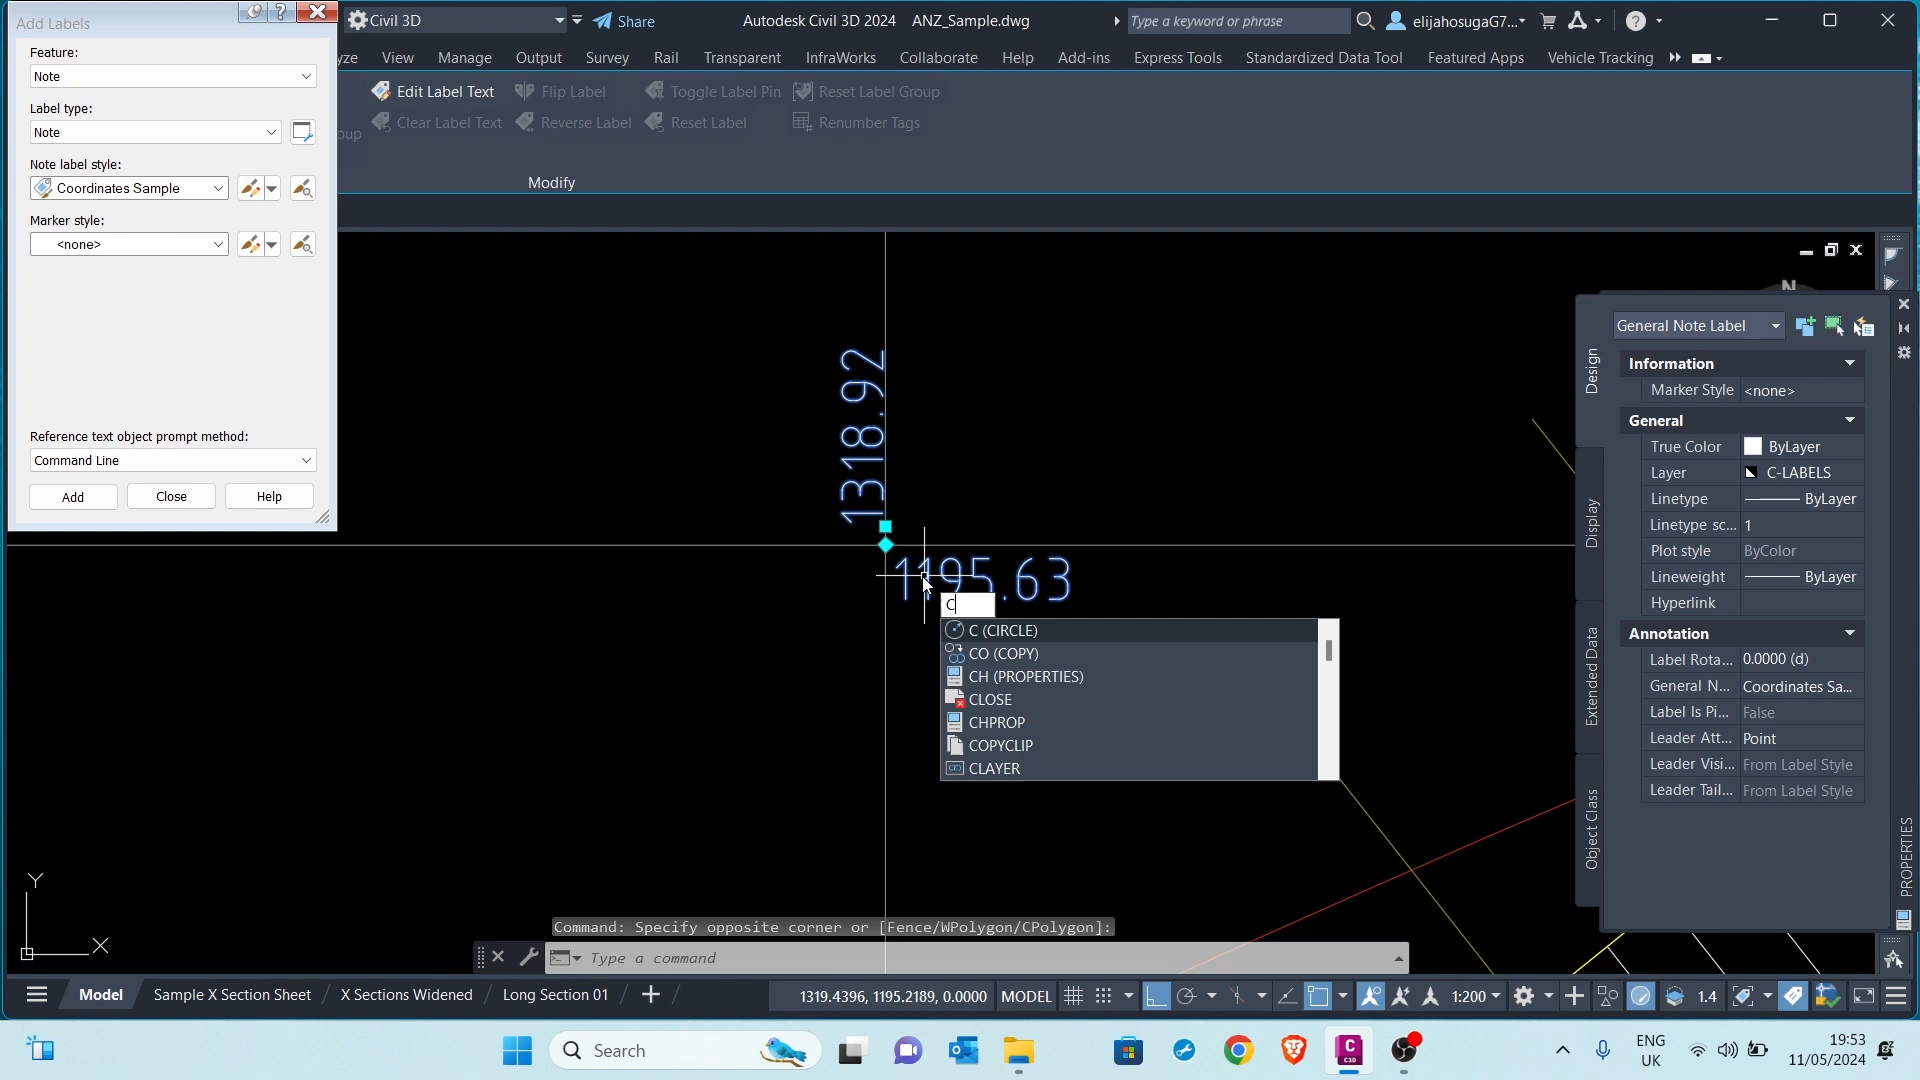 Add Labels
Civil 3D
Share
Autodesk Civil 3D 2024 ANZ_Sample.dwg
Type a keyword or phrase
elijahosugaG7...
yze View Manage Output Survey Rail Transparent InfraWorks Collaborate Help Add-ins Express Tools Standardized Data Tool Featured Apps Vehicle Tracking
Edit Label Text Flip Label Toggle Label Pin Reset Label Group
oup Clear Label Text Reverse Label Reset Label Renumber Tags
Modify
Feature:
Note
Label type:
Note
Note label style:
Coordinates Sample
Marker style:
<none>
Reference text object prompt method:
Command Line
Add Close Help
1318.92
1195.63
C
C (CIRCLE)
CO (COPY)
CH (PROPERTIES)
CLOSE
CHPROP
COPYCLIP
CLAYER
N
General Note Label
Information
Marker Style <none>
General
True Color ByLayer
Layer C-LABELS
Linetype ByLayer
Linetype sc... 1
Plot style ByColor
Lineweight ByLayer
Hyperlink
Annotation
Label Rota... 0.0000 (d)
General N... Coordinates Sa...
Label Is Pi... False
Leader Att... Point
Leader Visi... From Label Style
Leader Tail... From Label Style
Design
Display
Extended Data
Object Class
PROPERTIES
Y
X
Command: Specify opposite corner or [Fence/WPolygon/CPolygon]:
Type a command
Model Sample X Section Sheet X Sections Widened Long Section 01
1319.4396, 1195.2189, 0.0000 MODEL 1:200 1.4
Search
C
C3D
ENG
UK
19:53
11/05/2024